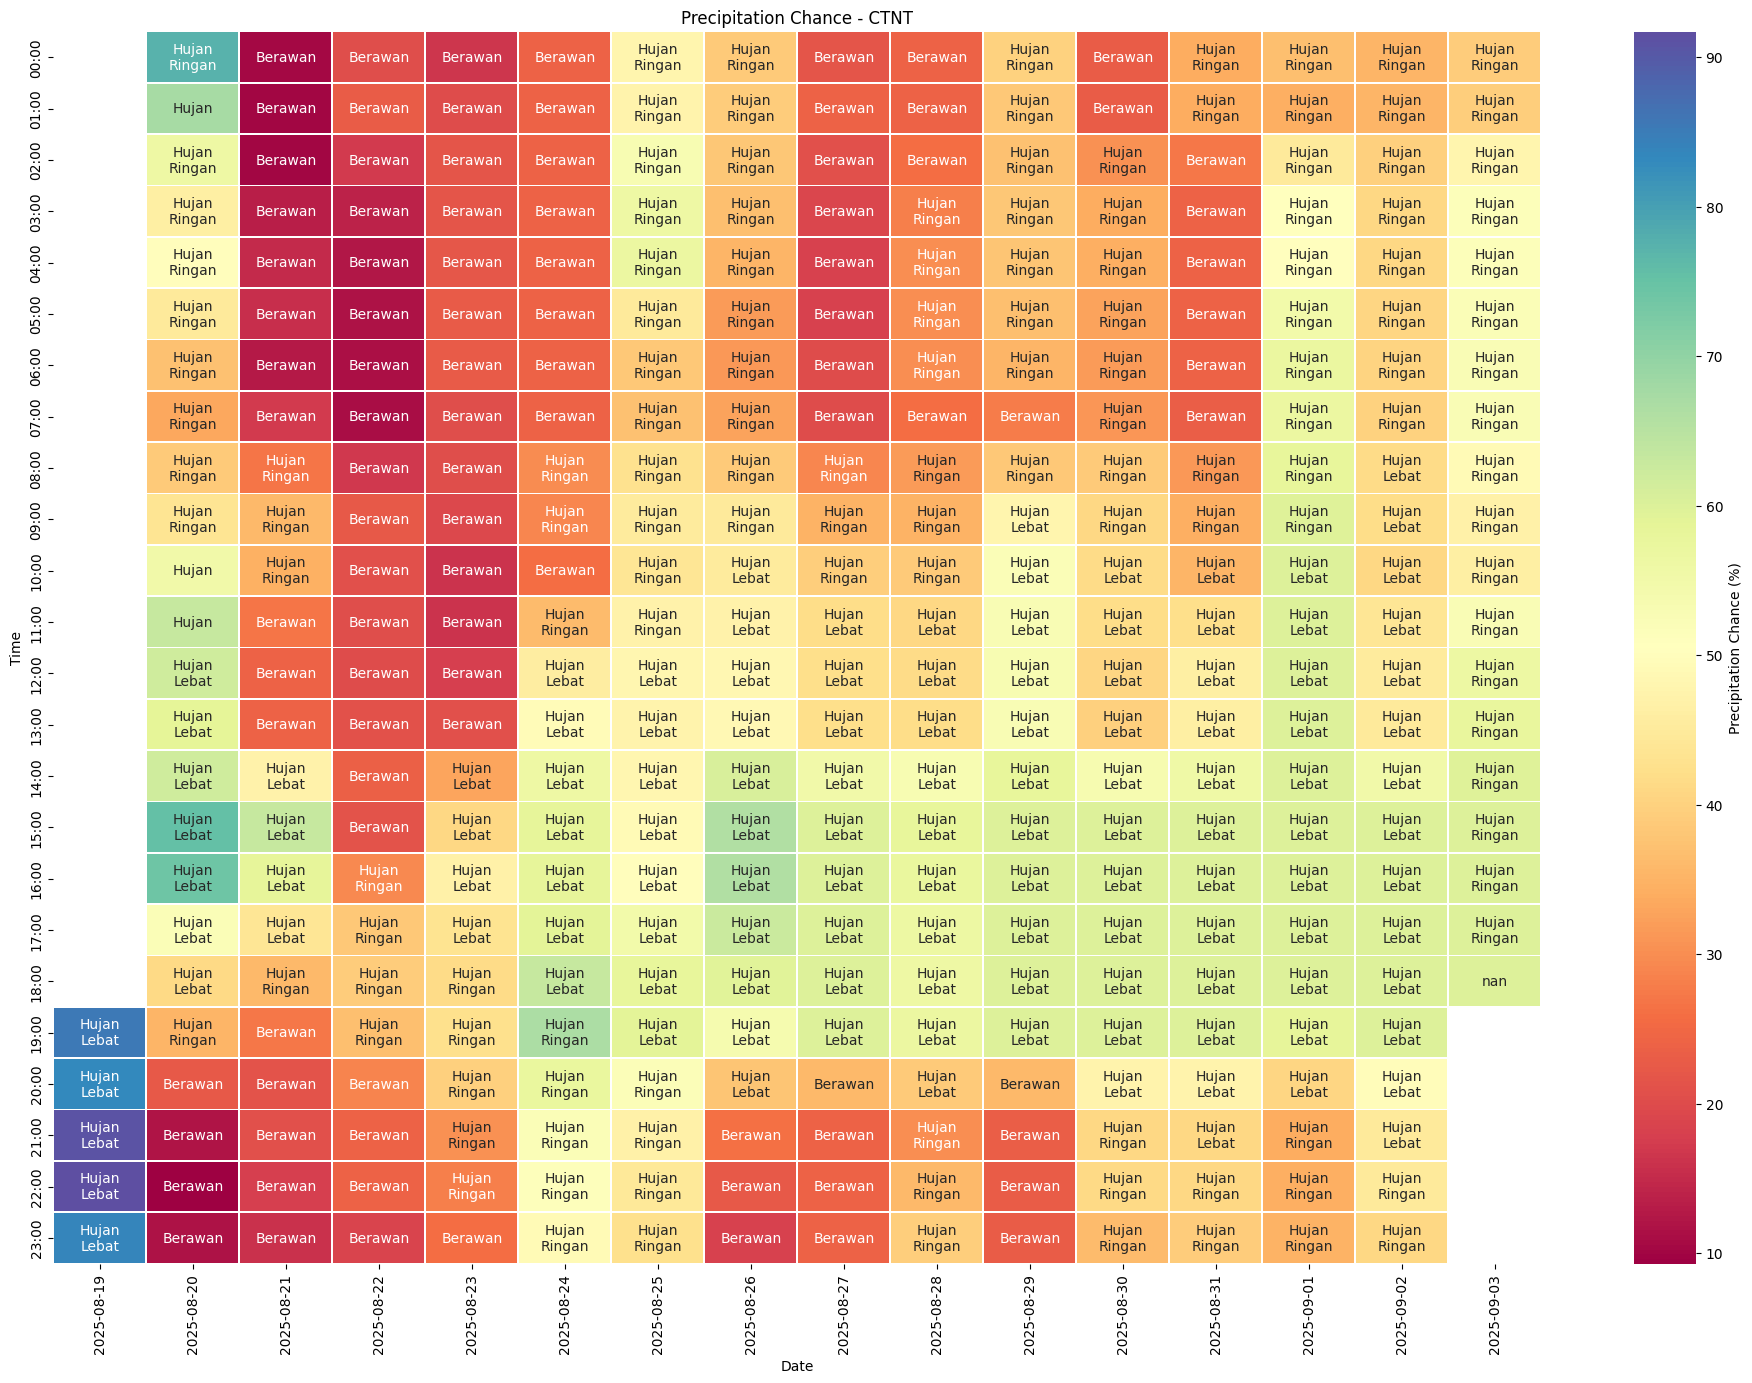 Precipitation Chance - CTNT
00:00 Hujan Ringan Berawan Berawan Berawan Berawan Hujan Ringan Hujan Ringan Berawan Berawan Hujan Ringan Berawan Hujan Ringan Hujan Ringan Hujan Ringan Hujan Ringan
01:00 Hujan Berawan Berawan Berawan Berawan Hujan Ringan Hujan Ringan Berawan Berawan Hujan Ringan Berawan Hujan Ringan Hujan Ringan Hujan Ringan Hujan Ringan
02:00 Hujan Ringan Berawan Berawan Berawan Berawan Hujan Ringan Hujan Ringan Berawan Berawan Hujan Ringan Hujan Ringan Berawan Hujan Ringan Hujan Ringan Hujan Ringan
03:00 Hujan Ringan Berawan Berawan Berawan Berawan Hujan Ringan Hujan Ringan Berawan Hujan Ringan Hujan Ringan Hujan Ringan Berawan Hujan Ringan Hujan Ringan Hujan Ringan
04:00 Hujan Ringan Berawan Berawan Berawan Berawan Hujan Ringan Hujan Ringan Berawan Hujan Ringan Hujan Ringan Hujan Ringan Berawan Hujan Ringan Hujan Ringan Hujan Ringan
05:00 Hujan Ringan Berawan Berawan Berawan Berawan Hujan Ringan Hujan Ringan Berawan Hujan Ringan Hujan Ringan Hujan Ringan Berawan Hujan Ringan Hujan Ringan Hujan Ringan
06:00 Hujan Ringan Berawan Berawan Berawan Berawan Hujan Ringan Hujan Ringan Berawan Hujan Ringan Hujan Ringan Hujan Ringan Berawan Hujan Ringan Hujan Ringan Hujan Ringan
07:00 Hujan Ringan Berawan Berawan Berawan Berawan Hujan Ringan Hujan Ringan Berawan Berawan Berawan Hujan Ringan Berawan Hujan Ringan Hujan Ringan Hujan Ringan
08:00 Hujan Ringan Hujan Ringan Berawan Berawan Hujan Ringan Hujan Ringan Hujan Ringan Hujan Ringan Hujan Ringan Hujan Ringan Hujan Ringan Hujan Ringan Hujan Ringan Hujan Lebat Hujan Ringan
09:00 Hujan Ringan Hujan Ringan Berawan Berawan Hujan Ringan Hujan Ringan Hujan Ringan Hujan Ringan Hujan Ringan Hujan Lebat Hujan Ringan Hujan Ringan Hujan Ringan Hujan Lebat Hujan Ringan
10:00 Hujan Hujan Ringan Berawan Berawan Berawan Hujan Ringan Hujan Lebat Hujan Ringan Hujan Ringan Hujan Lebat Hujan Lebat Hujan Lebat Hujan Lebat Hujan Lebat Hujan Ringan
11:00 Hujan Berawan Berawan Berawan Hujan Ringan Hujan Ringan Hujan Lebat Hujan Lebat Hujan Lebat Hujan Lebat Hujan Lebat Hujan Lebat Hujan Lebat Hujan Lebat Hujan Ringan
12:00 Hujan Lebat Berawan Berawan Berawan Hujan Lebat Hujan Lebat Hujan Lebat Hujan Lebat Hujan Lebat Hujan Lebat Hujan Lebat Hujan Lebat Hujan Lebat Hujan Lebat Hujan Ringan
13:00 Hujan Lebat Berawan Berawan Berawan Hujan Lebat Hujan Lebat Hujan Lebat Hujan Lebat Hujan Lebat Hujan Lebat Hujan Lebat Hujan Lebat Hujan Lebat Hujan Lebat Hujan Ringan
14:00 Hujan Lebat Hujan Lebat Berawan Hujan Lebat Hujan Lebat Hujan Lebat Hujan Lebat Hujan Lebat Hujan Lebat Hujan Lebat Hujan Lebat Hujan Lebat Hujan Lebat Hujan Lebat Hujan Ringan
15:00 Hujan Lebat Hujan Lebat Berawan Hujan Lebat Hujan Lebat Hujan Lebat Hujan Lebat Hujan Lebat Hujan Lebat Hujan Lebat Hujan Lebat Hujan Lebat Hujan Lebat Hujan Lebat Hujan Ringan
16:00 Hujan Lebat Hujan Lebat Hujan Ringan Hujan Lebat Hujan Lebat Hujan Lebat Hujan Lebat Hujan Lebat Hujan Lebat Hujan Lebat Hujan Lebat Hujan Lebat Hujan Lebat Hujan Lebat Hujan Ringan
17:00 Hujan Lebat Hujan Lebat Hujan Ringan Hujan Lebat Hujan Lebat Hujan Lebat Hujan Lebat Hujan Lebat Hujan Lebat Hujan Lebat Hujan Lebat Hujan Lebat Hujan Lebat Hujan Lebat Hujan Ringan
18:00 Hujan Lebat Hujan Ringan Hujan Ringan Hujan Ringan Hujan Lebat Hujan Lebat Hujan Lebat Hujan Lebat Hujan Lebat Hujan Lebat Hujan Lebat Hujan Lebat Hujan Lebat Hujan Lebat nan
19:00 Hujan Lebat Hujan Ringan Berawan Hujan Ringan Hujan Ringan Hujan Ringan Hujan Lebat Hujan Lebat Hujan Lebat Hujan Lebat Hujan Lebat Hujan Lebat Hujan Lebat Hujan Lebat Hujan Lebat
20:00 Hujan Lebat Berawan Berawan Berawan Hujan Ringan Hujan Ringan Hujan Ringan Hujan Lebat Berawan Hujan Lebat Berawan Hujan Lebat Hujan Lebat Hujan Lebat Hujan Lebat
21:00 Hujan Lebat Berawan Berawan Berawan Hujan Ringan Hujan Ringan Hujan Ringan Berawan Berawan Hujan Ringan Berawan Hujan Ringan Hujan Lebat Hujan Ringan Hujan Lebat
22:00 Hujan Lebat Berawan Berawan Berawan Hujan Ringan Hujan Ringan Hujan Ringan Berawan Berawan Hujan Ringan Berawan Hujan Ringan Hujan Ringan Hujan Ringan Hujan Ringan
23:00 Hujan Lebat Berawan Berawan Berawan Berawan Hujan Ringan Hujan Ringan Berawan Berawan Hujan Ringan Berawan Hujan Ringan Hujan Ringan Hujan Ringan Hujan Ringan
Time
2025-08-19 2025-08-20 2025-08-21 2025-08-22 2025-08-23 2025-08-24 2025-08-25 2025-08-26 2025-08-27 2025-08-28 2025-08-29 2025-08-30 2025-08-31 2025-09-01 2025-09-02 2025-09-03
Date
90
80
70
60
50
40
30
20
10
Precipitation Chance (%)